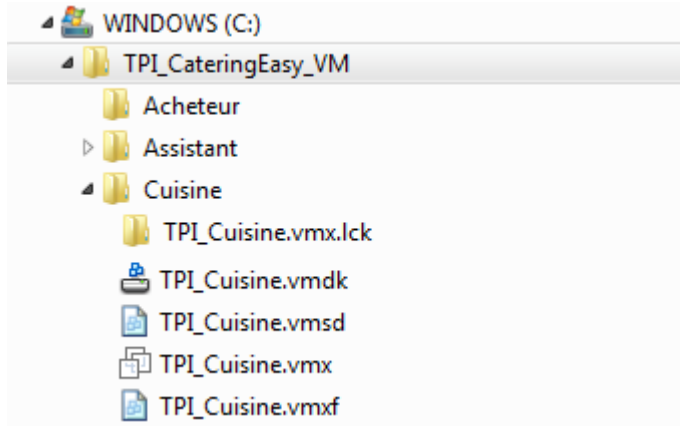 WINDOWS (C:)
TPI_CateringEasy_VM
Acheteur
Assistant
Cuisine
TPI_Cuisine.vmx.lck
TPI_Cuisine.vmdk
TPI_Cuisine.vmsd
TPI_Cuisine.vmx
TPI_Cuisine.vmxf